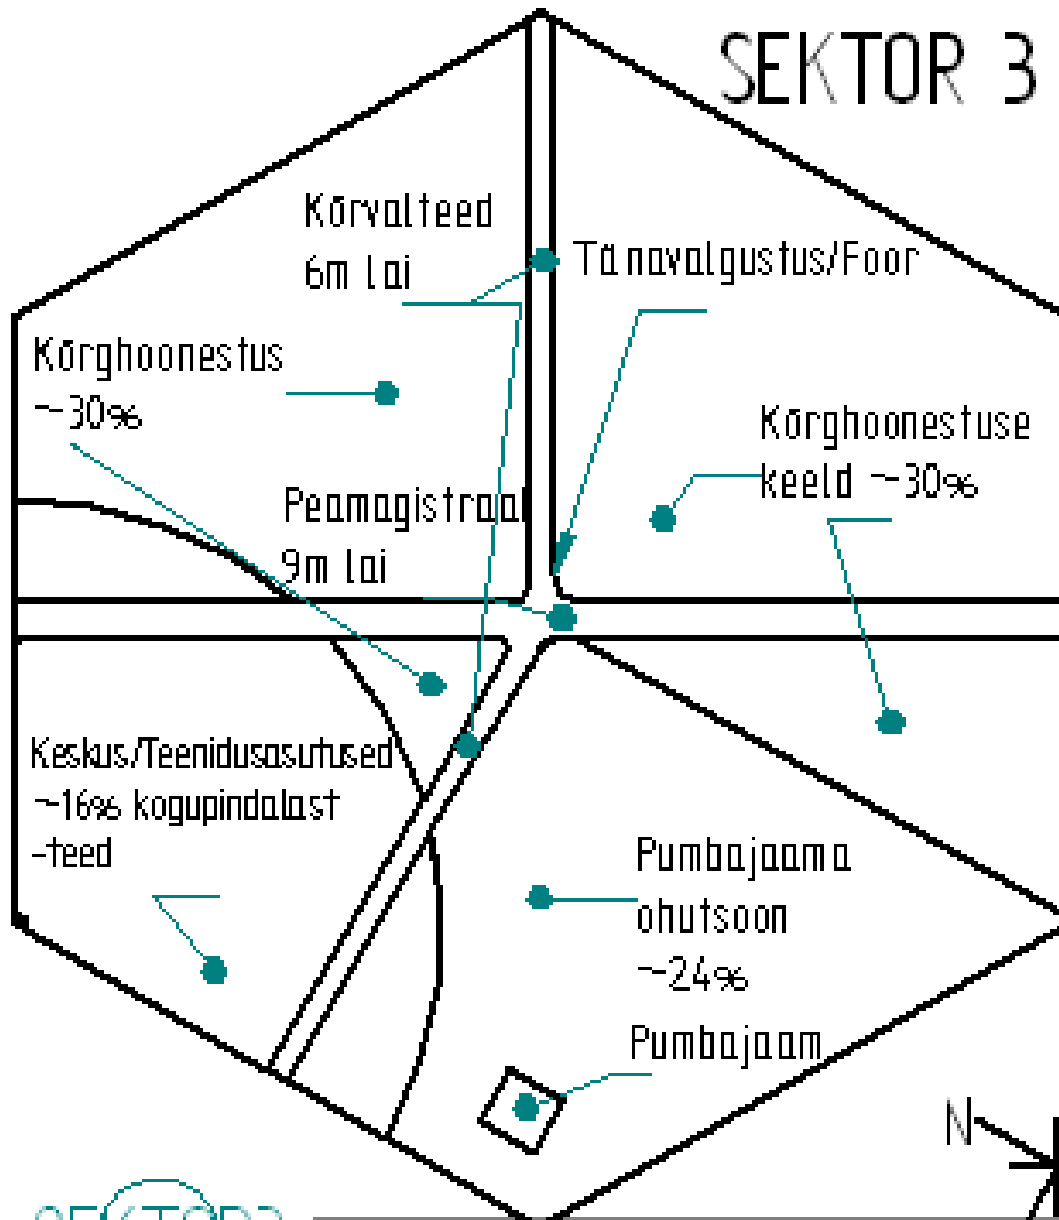 SEKTOR 3
Kõrvalteed
6m lai
Tänavalgustus/Foor
Kõrghoonestus
~30%
Kõrghoonestuse
keeld ~30%
Peamagistraal
9m lai
Keskus/Teenidusasutused
~16% kogupindalast
-teed
Pumbajaama
ohutsoon
~24%
Pumbajaam
N